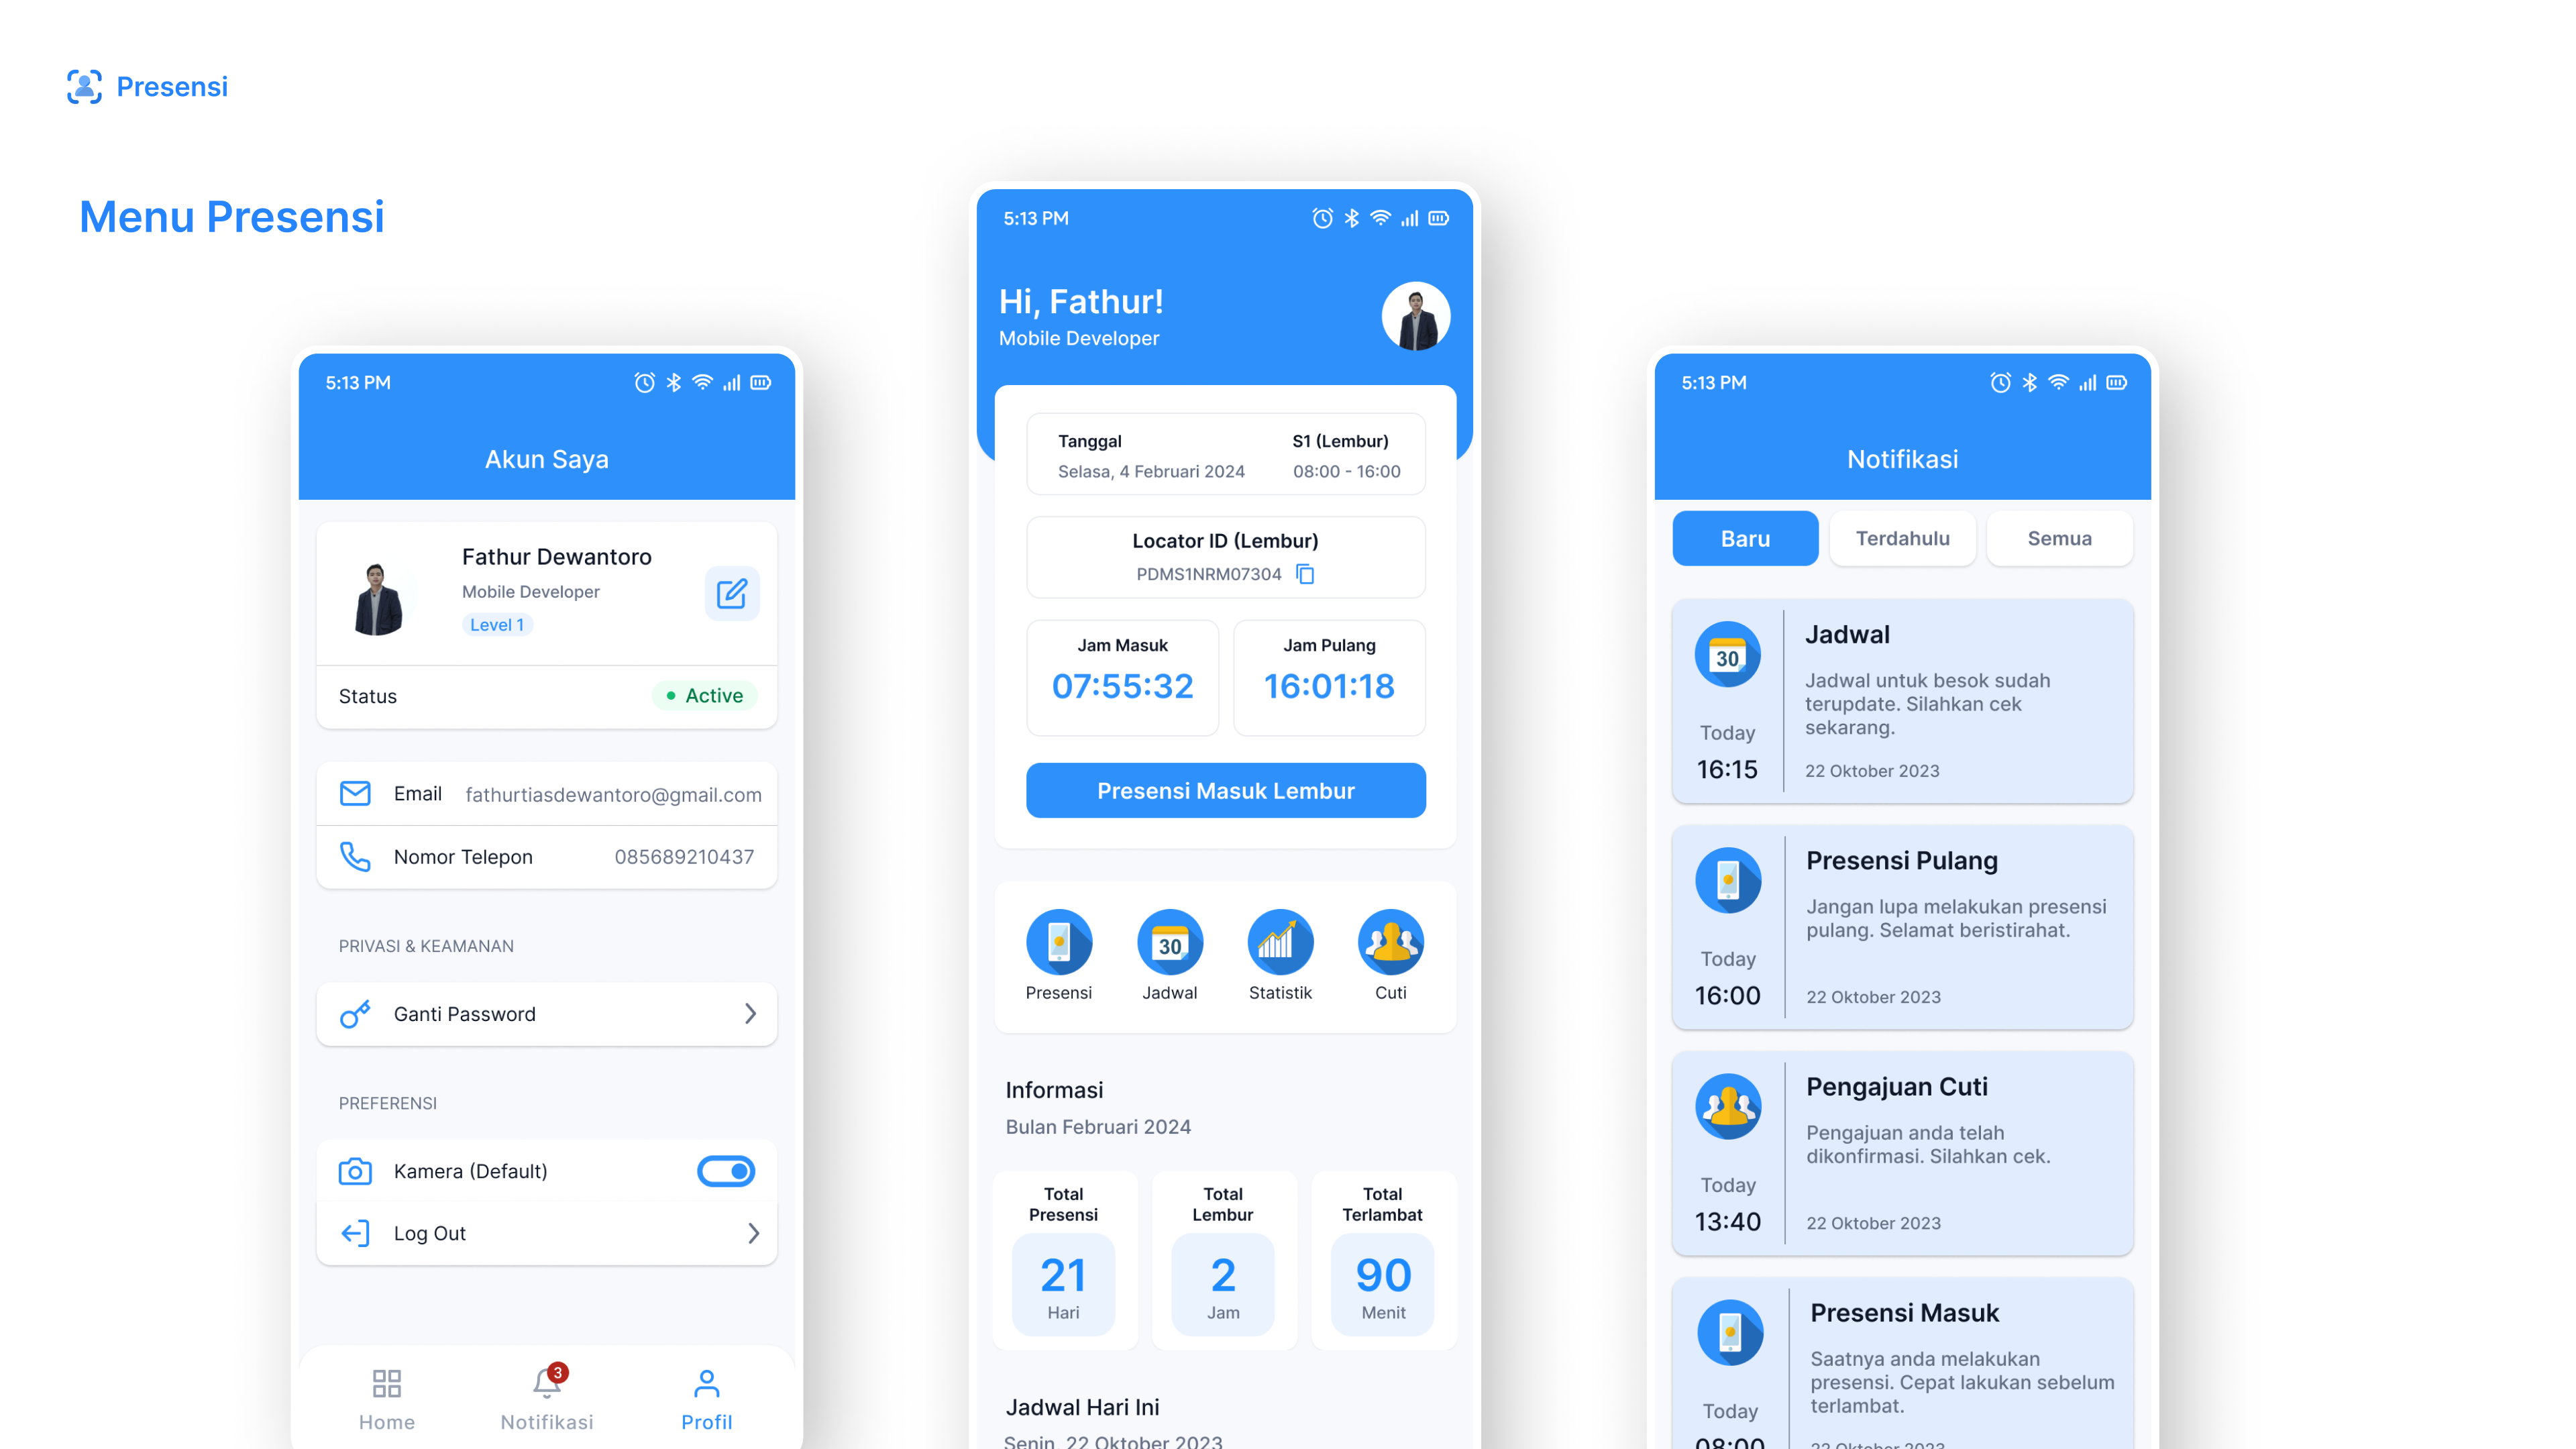 Presensi
Menu Presensi
5:13 PM
Akun Saya
Fathur Dewantoro
Mobile Developer
Level 1
Status
Active
Email fathurtiasdewantoro@gmail.com
Nomor Telepon 085689210437
PRIVASI & KEAMANAN
Ganti Password
PREFERENSI
Kamera (Default)
Log Out
3
Home Notifikasi Profil
5:13 PM
Hi, Fathur!
Mobile Developer
Tanggal S1 (Lembur)
Selasa, 4 Februari 2024 08:00 - 16:00
Locator ID (Lembur)
PDMS1NRM07304
Jam Masuk Jam Pulang
07:55:32 16:01:18
Presensi Masuk Lembur
30
Presensi Jadwal Statistik Cuti
Informasi
Bulan Februari 2024
Total Presensi
21
Hari
Total Lembur
2
Jam
Total Terlambat
90
Menit
Jadwal Hari Ini
Senin, 22 Oktober 2023
5:13 PM
Notifikasi
Baru Terdahulu Semua
30
Today
16:15
Jadwal
Jadwal untuk besok sudah
terupdate. Silahkan cek
sekarang.
22 Oktober 2023
Today
16:00
Presensi Pulang
Jangan lupa melakukan presensi
pulang. Selamat beristirahat.
22 Oktober 2023
Today
13:40
Pengajuan Cuti
Pengajuan anda telah
dikonfirmasi. Silahkan cek.
22 Oktober 2023
Today
08:00
Presensi Masuk
Saatnya anda melakukan
presensi. Cepat lakukan sebelum
terlambat.
22 Oktober 2023